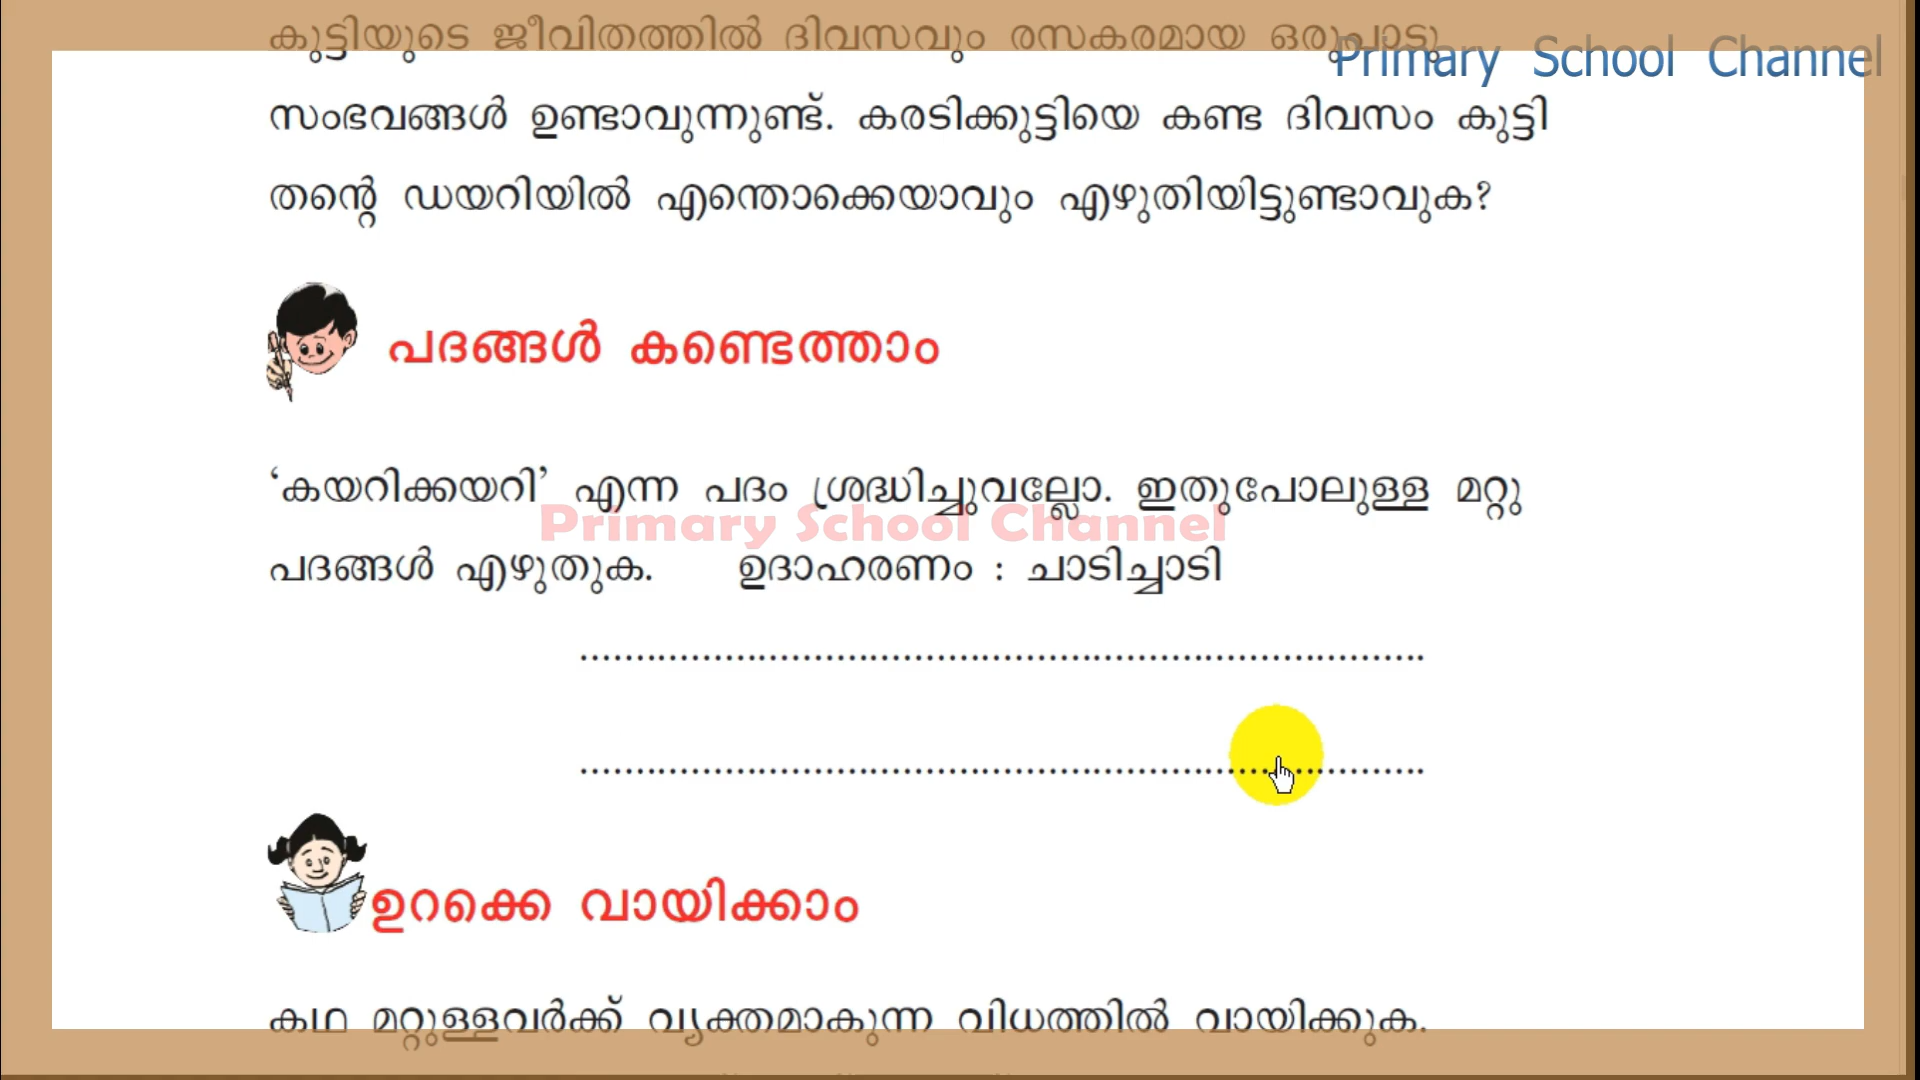 കുട്ടിയുടെ ജീവിതത്തിൽ ദിവസവും രസകരമായ ഒരുപാടു
Primary School Channel
സംഭവങ്ങൾ ഉണ്ടാവുന്നുണ്ട്. കരടിക്കുട്ടിയെ കണ്ട ദിവസം കുട്ടി
തന്റെ ഡയറിയിൽ എന്തൊക്കെയാവും എഴുതിയിട്ടുണ്ടാവുക?
പദങ്ങൾ കണ്ടെത്താം
‘കയറിക്കയറി’ എന്ന പദം ശ്രദ്ധിച്ചുവല്ലോ. ഇതുപോലുള്ള മറ്റു
Primary School Channel
പദങ്ങൾ എഴുതുക. ഉദാഹരണം : ചാടിച്ചാടി
ഉറക്കെ വായിക്കാം
കഥ മറ്റുള്ളവർക്ക് വ്യക്തമാകുന്ന വിധത്തിൽ വായിക്കുക.